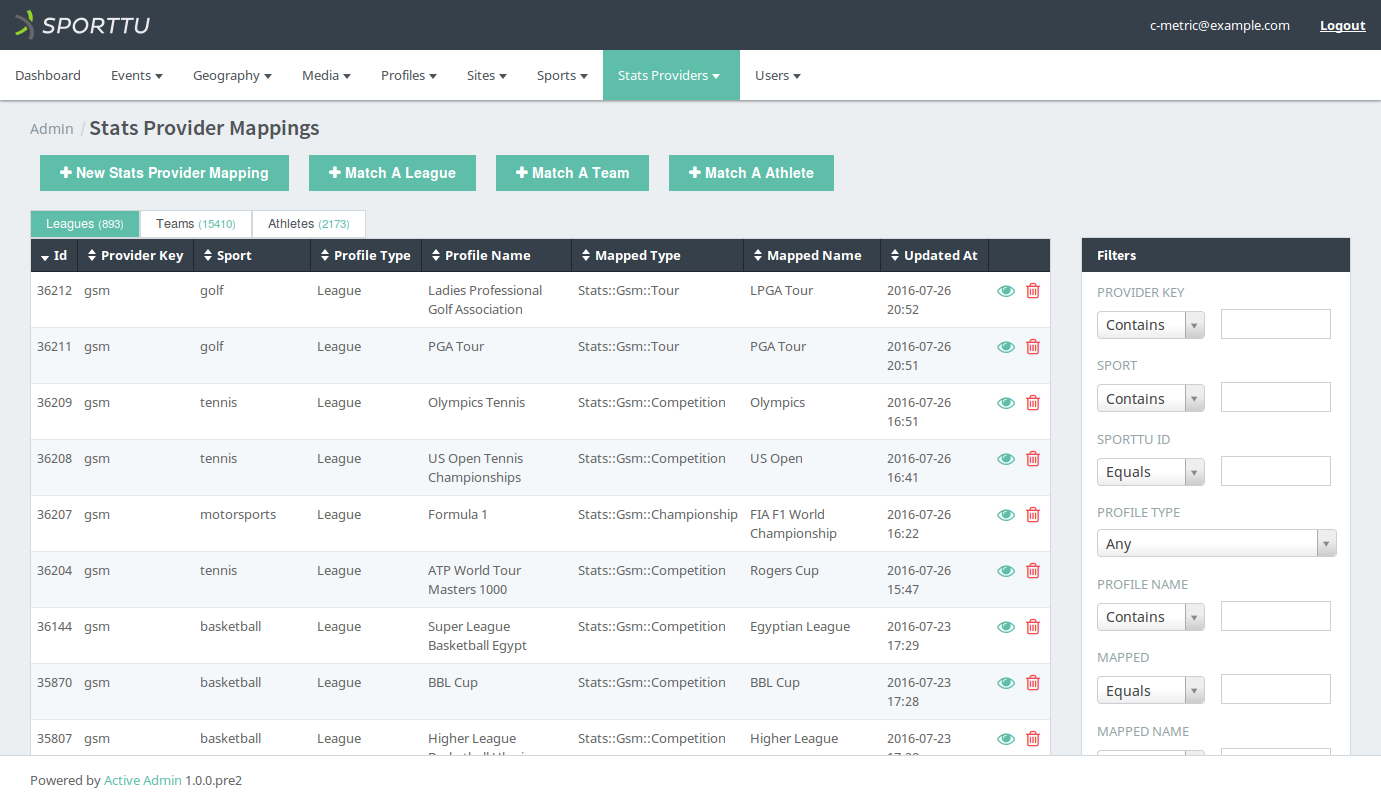 SPORTTU
c-metric@example.com Logout
Dashboard Events Geography Media Profiles Sites Sports Stats Providers Users
Admin / Stats Provider Mappings
New Stats Provider Mapping Match A League Match A Team Match A Athlete
Leagues (893) Teams (15410) Athletes (2173)
Id Provider Key Sport Profile Type Profile Name Mapped Type Mapped Name Updated At
36212 gsm golf League Ladies Professional Stats::Gsm::Tour LPGA Tour 2016-07-26
Golf Association 20:52
36211 gsm golf League PGA Tour Stats::Gsm::Tour PGA Tour 2016-07-26
20:51
36209 gsm tennis League Olympics Tennis Stats::Gsm::Competition Olympics 2016-07-26
16:51
36208 gsm tennis League US Open Tennis Stats::Gsm::Competition US Open 2016-07-26
Championships 16:41
36207 gsm motorsports League Formula 1 Stats::Gsm::Championship FIA F1 World 2016-07-26
Championship 16:22
36204 gsm tennis League ATP World Tour Stats::Gsm::Competition Rogers Cup 2016-07-26
Masters 1000 15:47
36144 gsm basketball League Super League Stats::Gsm::Competition Egyptian League 2016-07-23
Basketball Egypt 17:29
35870 gsm basketball League BBL Cup Stats::Gsm::Competition BBL Cup 2016-07-23
17:28
35807 gsm basketball League Higher League Stats::Gsm::Competition Higher League 2016-07-23
Filters
PROVIDER KEY
Contains
SPORT
Contains
SPORTTU ID
Equals
PROFILE TYPE
Any
PROFILE NAME
Contains
MAPPED
Equals
MAPPED NAME
Powered by Active Admin 1.0.0.pre2